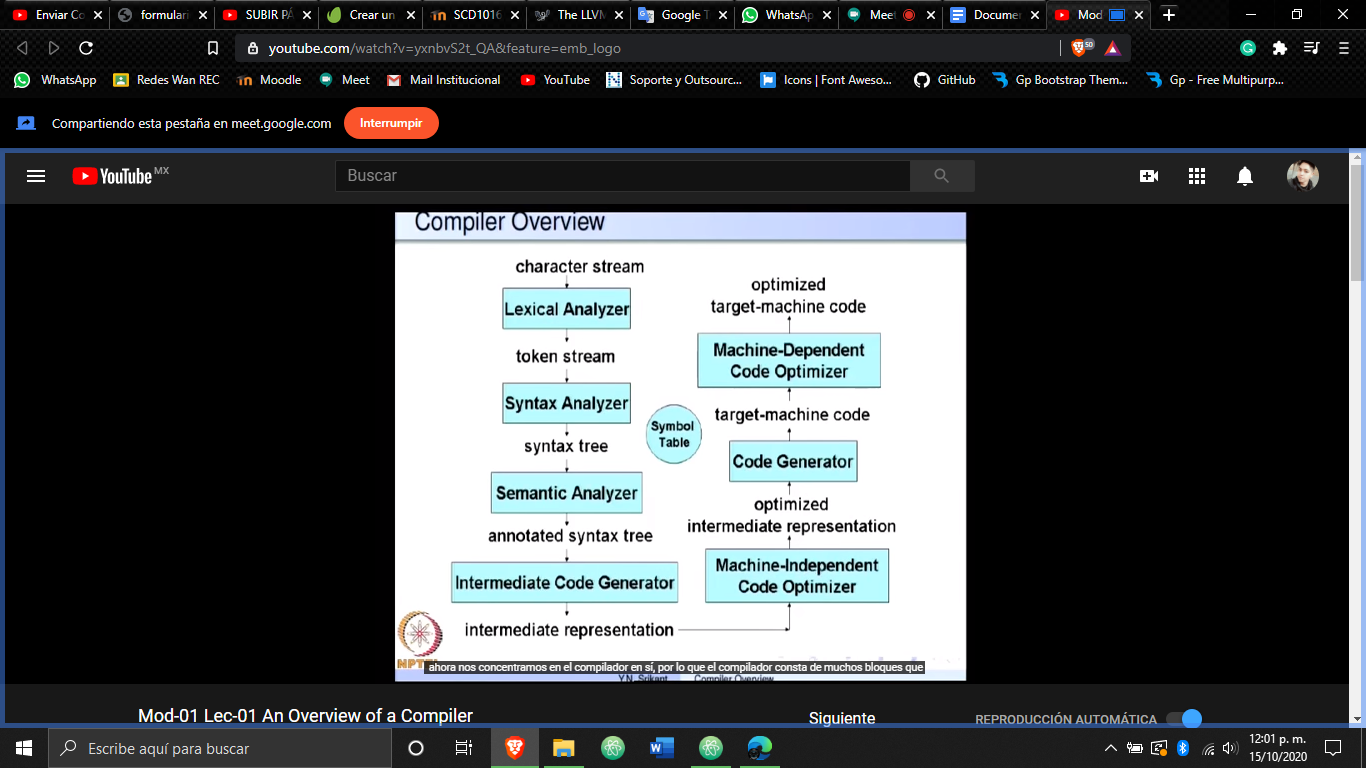 Enviar Co
formulari
SUBIR PÁ
Crear un
SCD1016
The LLVM
Google T
WhatsAp
Meet
Documen
Mod
youtube.com/watch?v=yxnbvS2t_QA&feature=emb_logo
50
WhatsApp
Redes Wan REC
Moodle
Meet
Mail Institucional
YouTube
Soporte y Outsourc...
Icons | Font Aweso...
GitHub
Gp Bootstrap Them...
Gp - Free Multipurp...
Compartiendo esta pestaña en meet.google.com
Interrumpir
YouTube MX
Buscar
Compiler Overview
character stream
Lexical Analyzer
token stream
Syntax Analyzer
syntax tree
Semantic Analyzer
annotated syntax tree
Intermediate Code Generator
intermediate representation
Symbol
Table
optimized
target-machine code
Machine-Dependent
Code Optimizer
target-machine code
Code Generator
optimized
intermediate representation
Machine-Independent
Code Optimizer
NPTEL
ahora nos concentramos en el compilador en sí, por lo que el compilador consta de muchos bloques que
Y.N. Srikant
Compiler Overview
Mod-01 Lec-01 An Overview of a Compiler
Siguiente
REPRODUCCIÓN AUTOMÁTICA
Escribe aquí para buscar
12:01 p. m.
15/10/2020